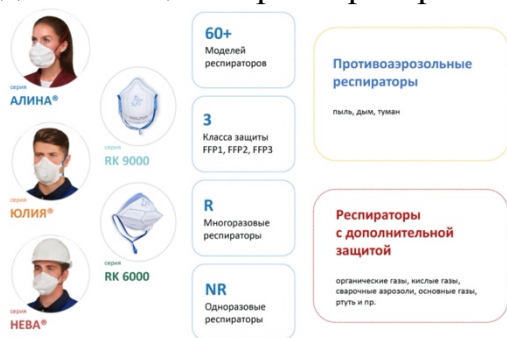 серия
АЛИНА®
серия
ЮЛИЯ®
серия
НЕВА®
серия
RK 9000
серия
RK 6000
60+
Моделей
респираторов
3
Класса защиты
FFP1, FFP2, FFP3
R
Многоразовые
респираторы
NR
Одноразовые
респираторы
Противоаэрозольные
респираторы
пыль, дым, туман
Респираторы
с дополнительной
защитой
органические газы, кислые газы,
сварочные аэрозоли, основные газы,
ртуть и пр.